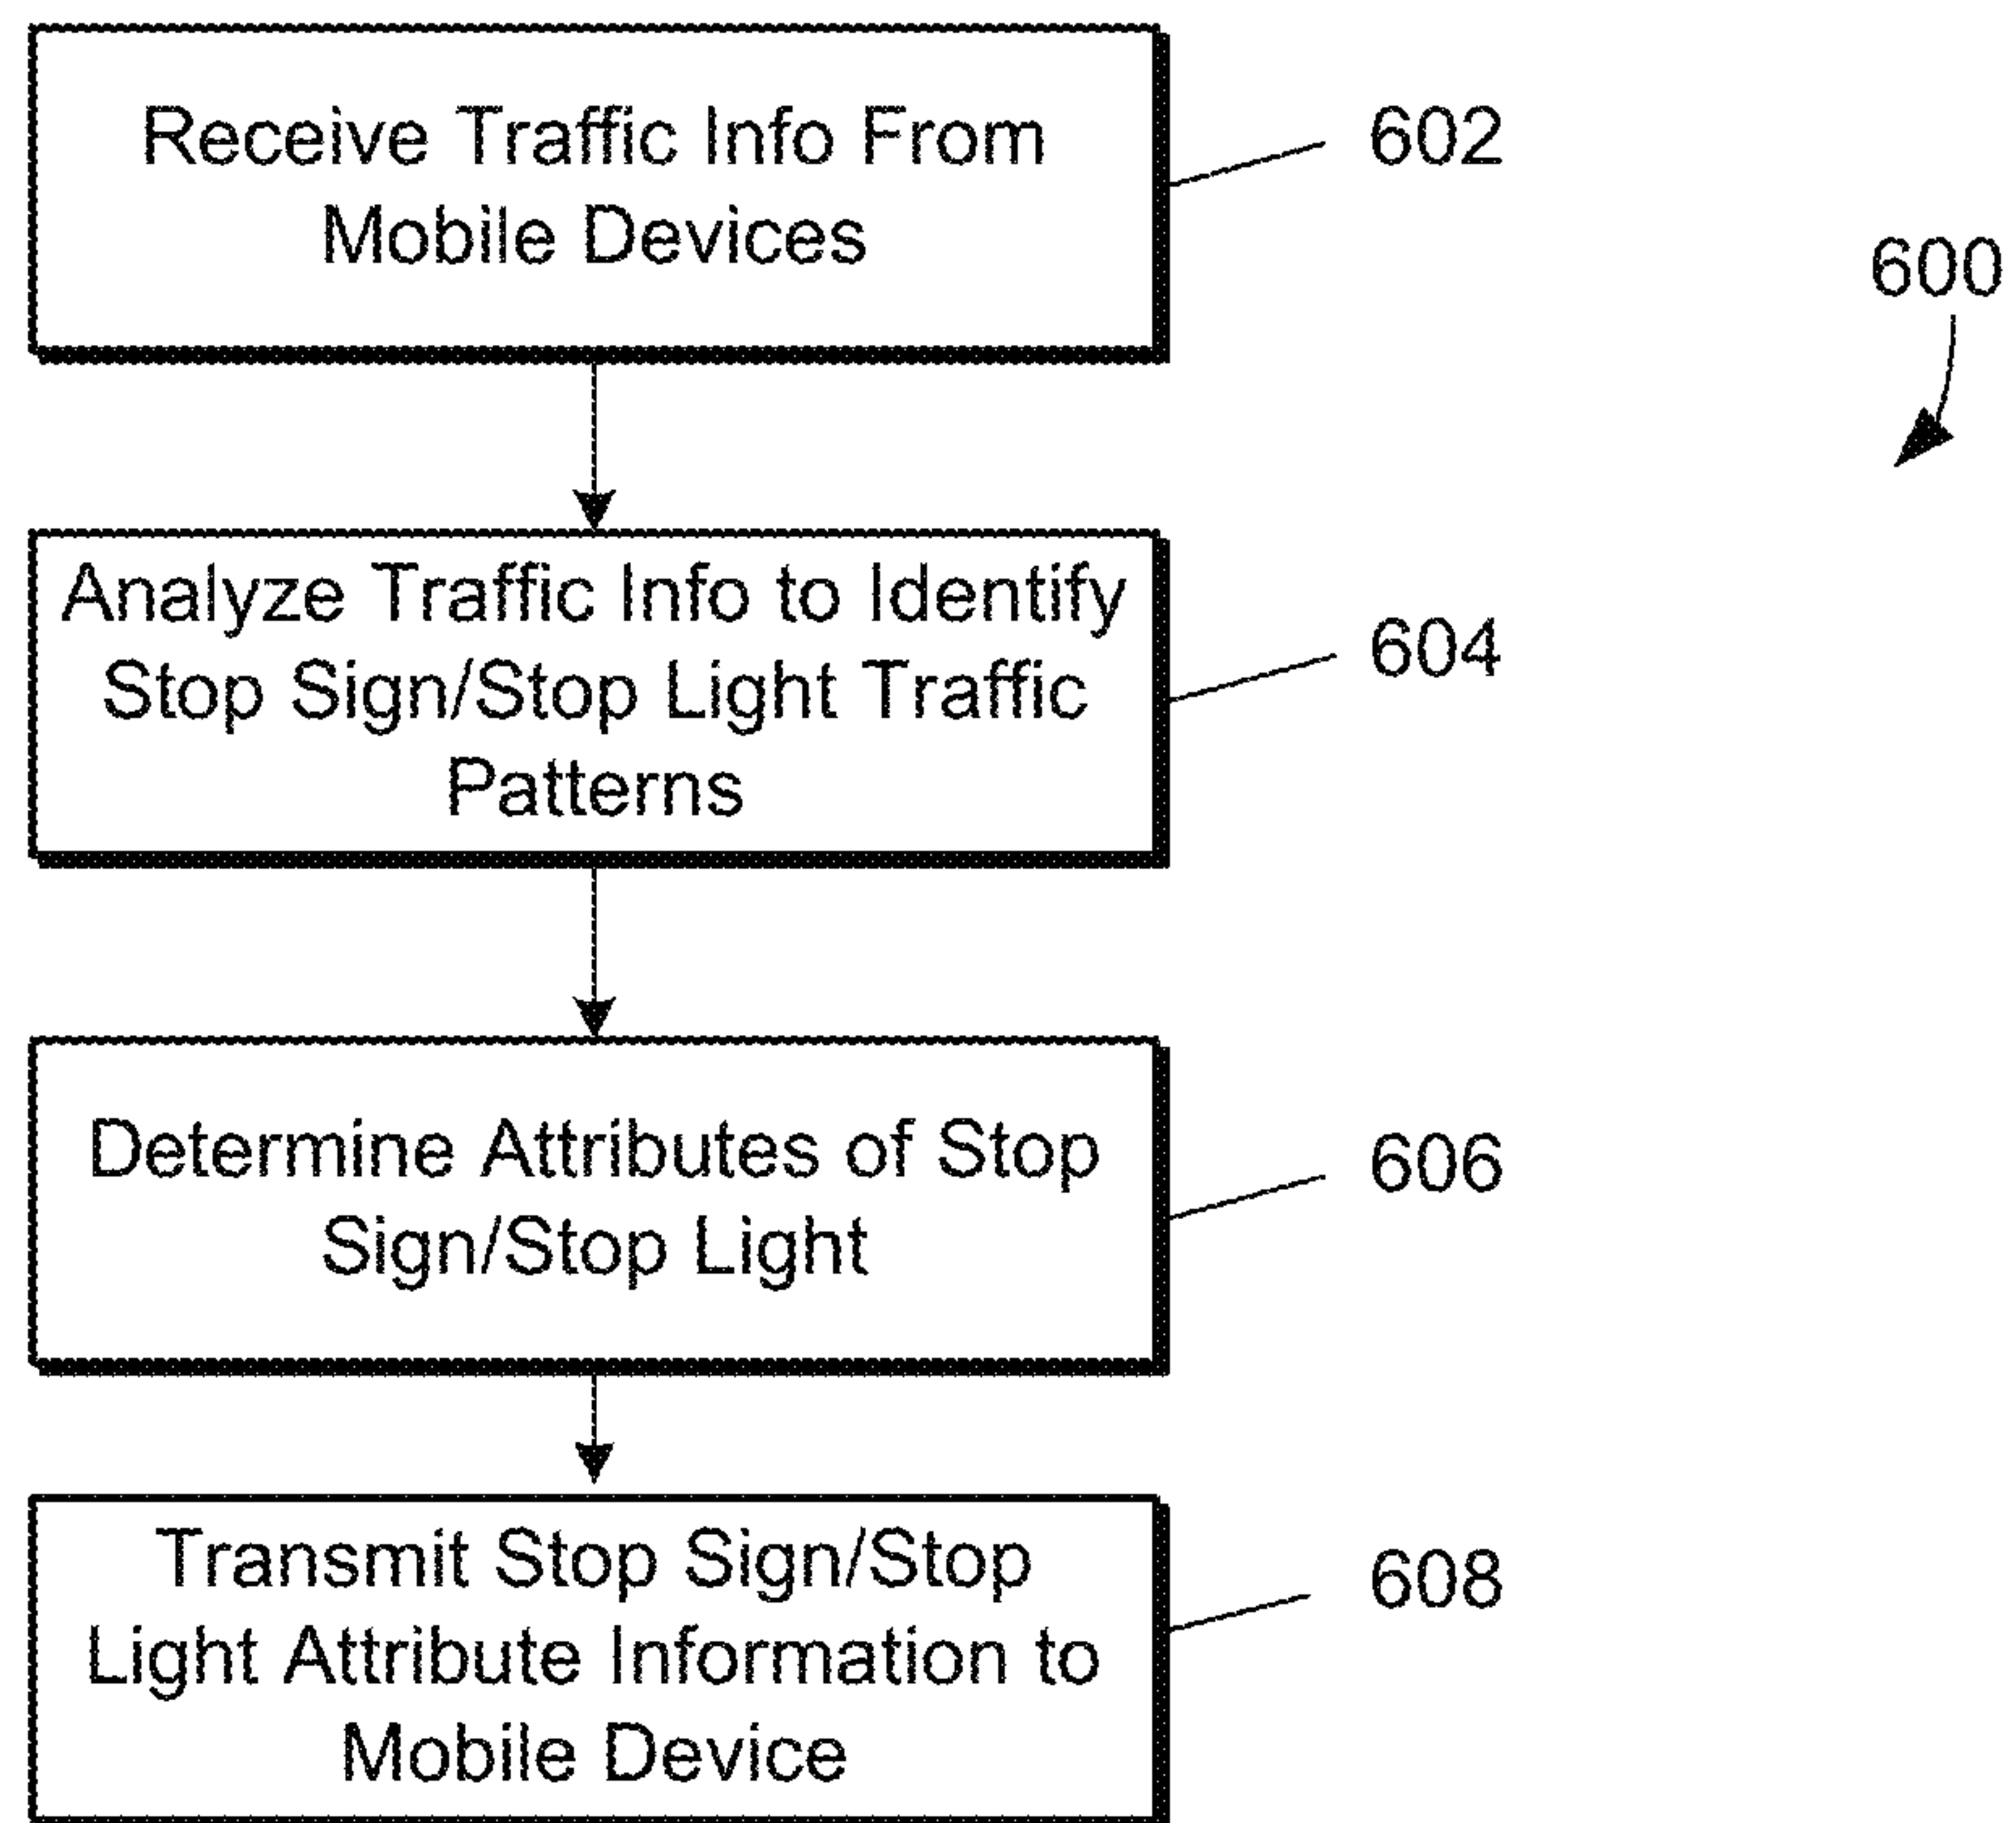 Receive Traffic Info From
Mobile Devices
602
600
Analyze Traffic Info to Identify
Stop Sign/Stop Light Traffic
Patterns
604
Determine Attributes of Stop
Sign/Stop Light
606
Transmit Stop Sign/Stop
Light Attribute Information to
Mobile Device
608